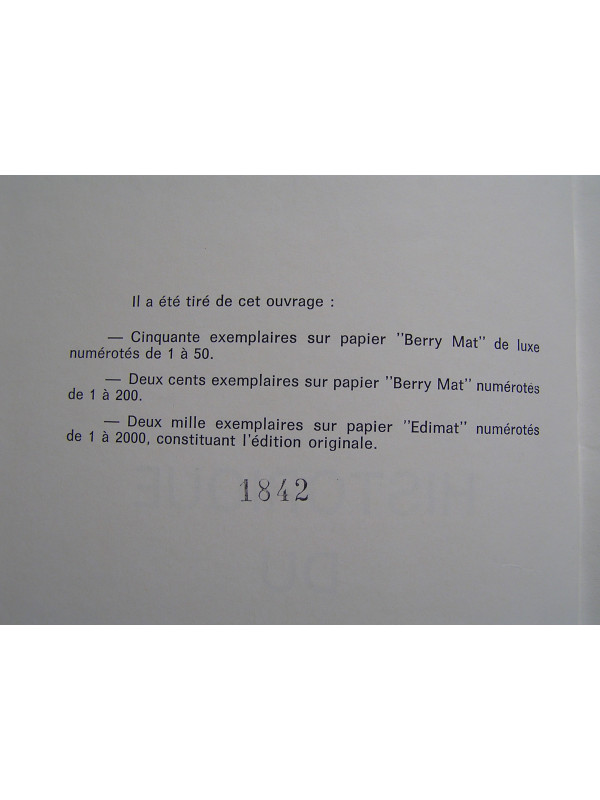 Il a été tiré de cet ouvrage :
— Cinquante exemplaires sur papier "Berry Mat" de luxe
numérotés de 1 à 50.
— Deux cents exemplaires sur papier "Berry Mat" numérotés
de 1 à 200.
— Deux mille exemplaires sur papier "Edimat" numérotés
de 1 à 2000, constituant l'édition originale.
HISTORIQUE
1842
DU